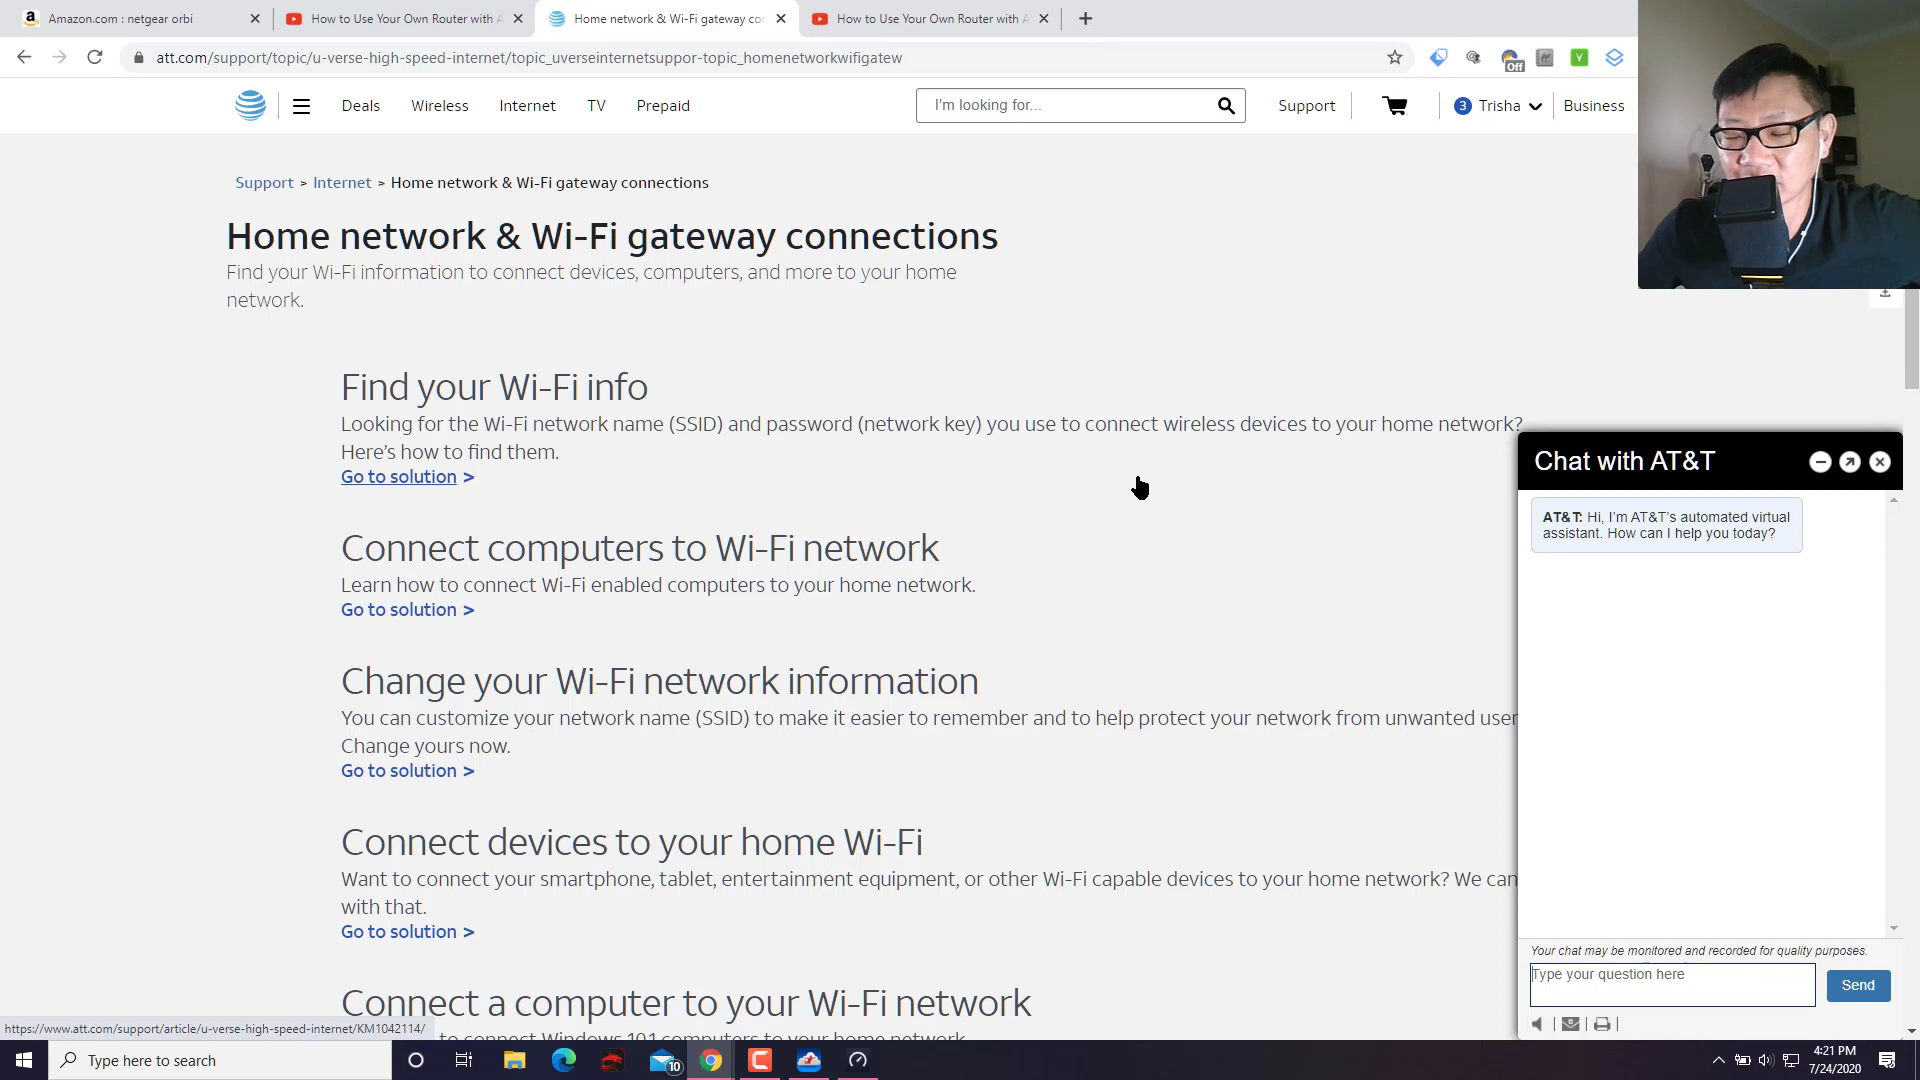 Amazon.com : netgear orbi
How to Use Your Own Router with A
Home network & Wi-Fi gateway co
How to Use Your Own Router with A
att.com/support/topic/u-verse-high-speed-internet/topic_uverseinternetsuppor-topic_homenetworkwifigatew
Off
Y
Deals
Wireless
Internet
TV
Prepaid
I'm looking for...
Support
3 Trisha
Business
Support > Internet > Home network & Wi-Fi gateway connections
Home network & Wi-Fi gateway connections
Find your Wi-Fi information to connect devices, computers, and more to your home
network.
Find your Wi-Fi info
Looking for the Wi-Fi network name (SSID) and password (network key) you use to connect wireless devices to your home network?
Here's how to find them.
Go to solution >
Connect computers to Wi-Fi network
Learn how to connect Wi-Fi enabled computers to your home network.
Go to solution >
Change your Wi-Fi network information
You can customize your network name (SSID) to make it easier to remember and to help protect your network from unwanted user
Change yours now.
Go to solution >
Connect devices to your home Wi-Fi
Want to connect your smartphone, tablet, entertainment equipment, or other Wi-Fi capable devices to your home network? We can
with that.
Go to solution >
Connect a computer to your Wi-Fi network
to connect Windows 10.1 computers to your home network.
Chat with AT&T
AT&T: Hi, I'm AT&T's automated virtual
assistant. How can I help you today?
Your chat may be monitored and recorded for quality purposes.
Type your question here
Send
https://www.att.com/support/article/u-verse-high-speed-internet/KM1042114/
Type here to search
10
4:21 PM
7/24/2020